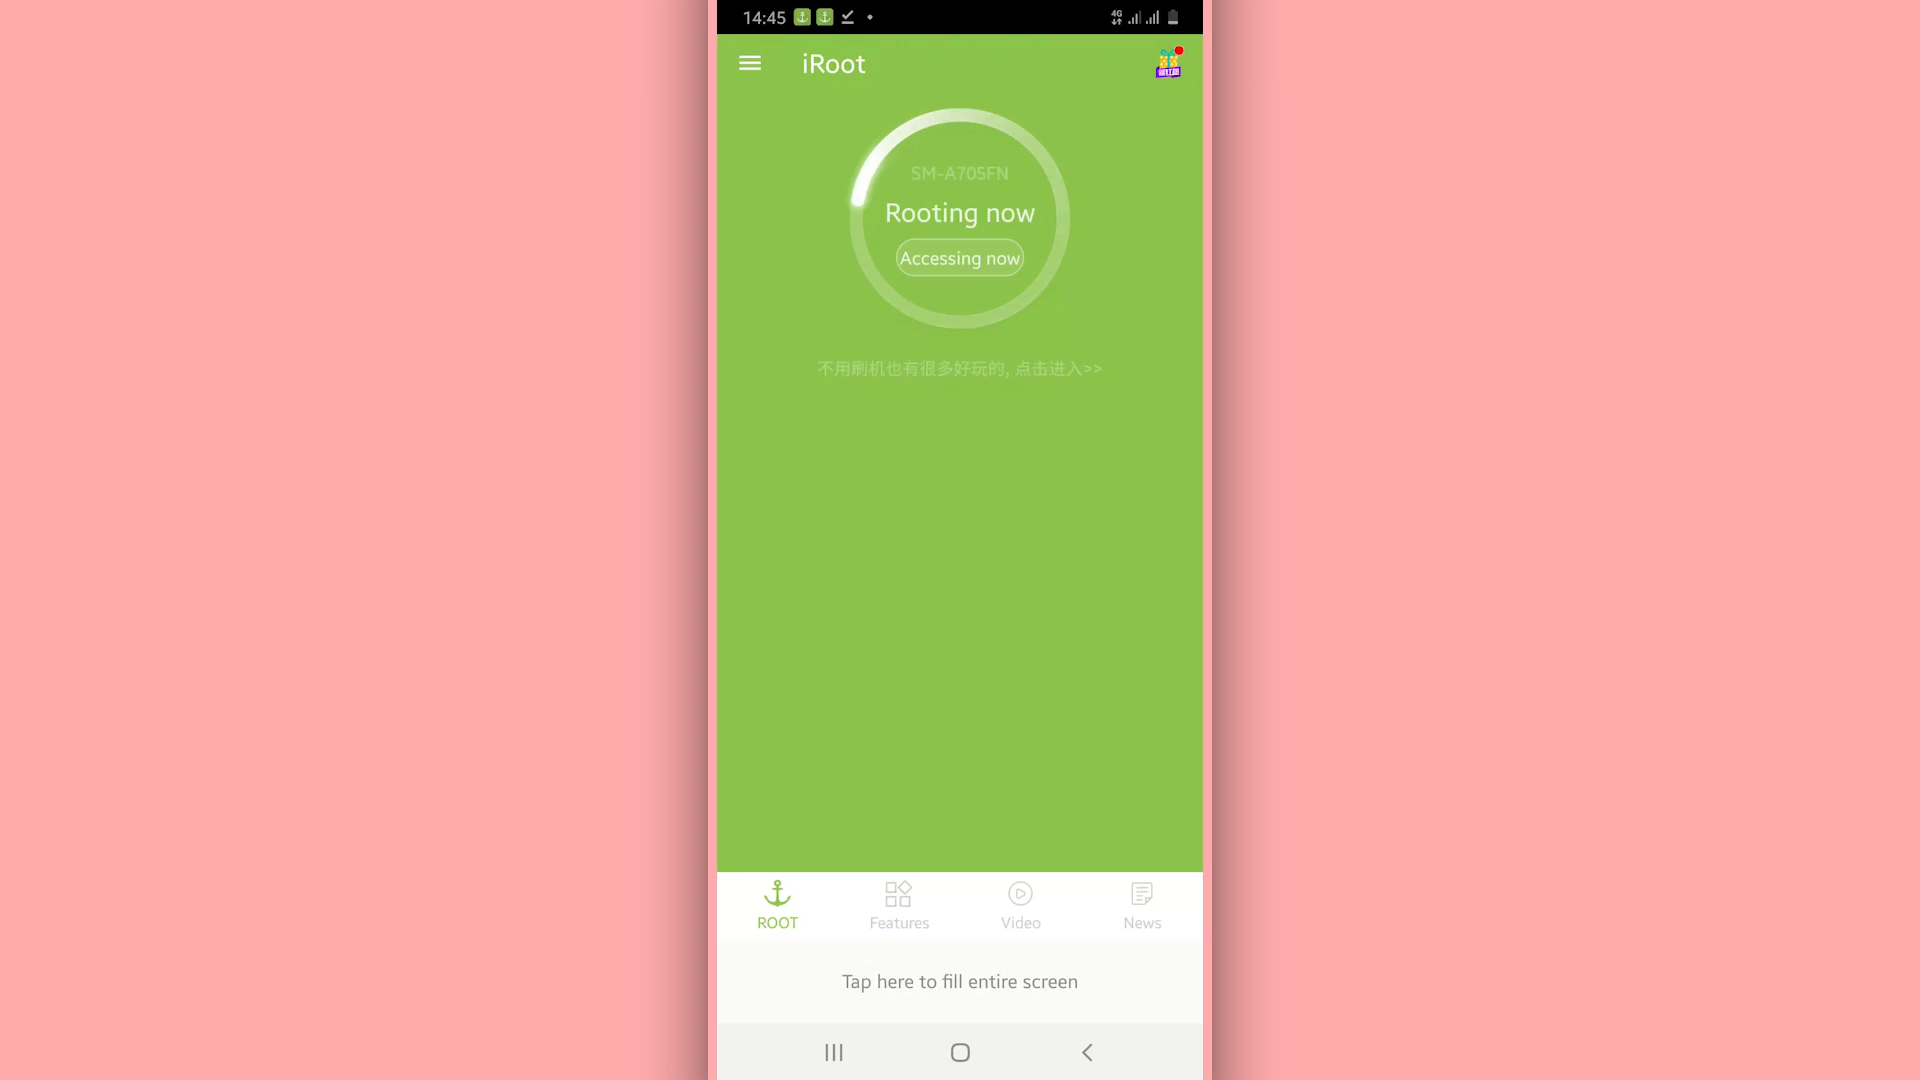 14:45
4G
iRoot
SM-A705FN
Rooting now
Accessing now
不用刷机也有很多好玩的, 点击进入>>
ROOT
Features
Video
News
Tap here to fill entire screen